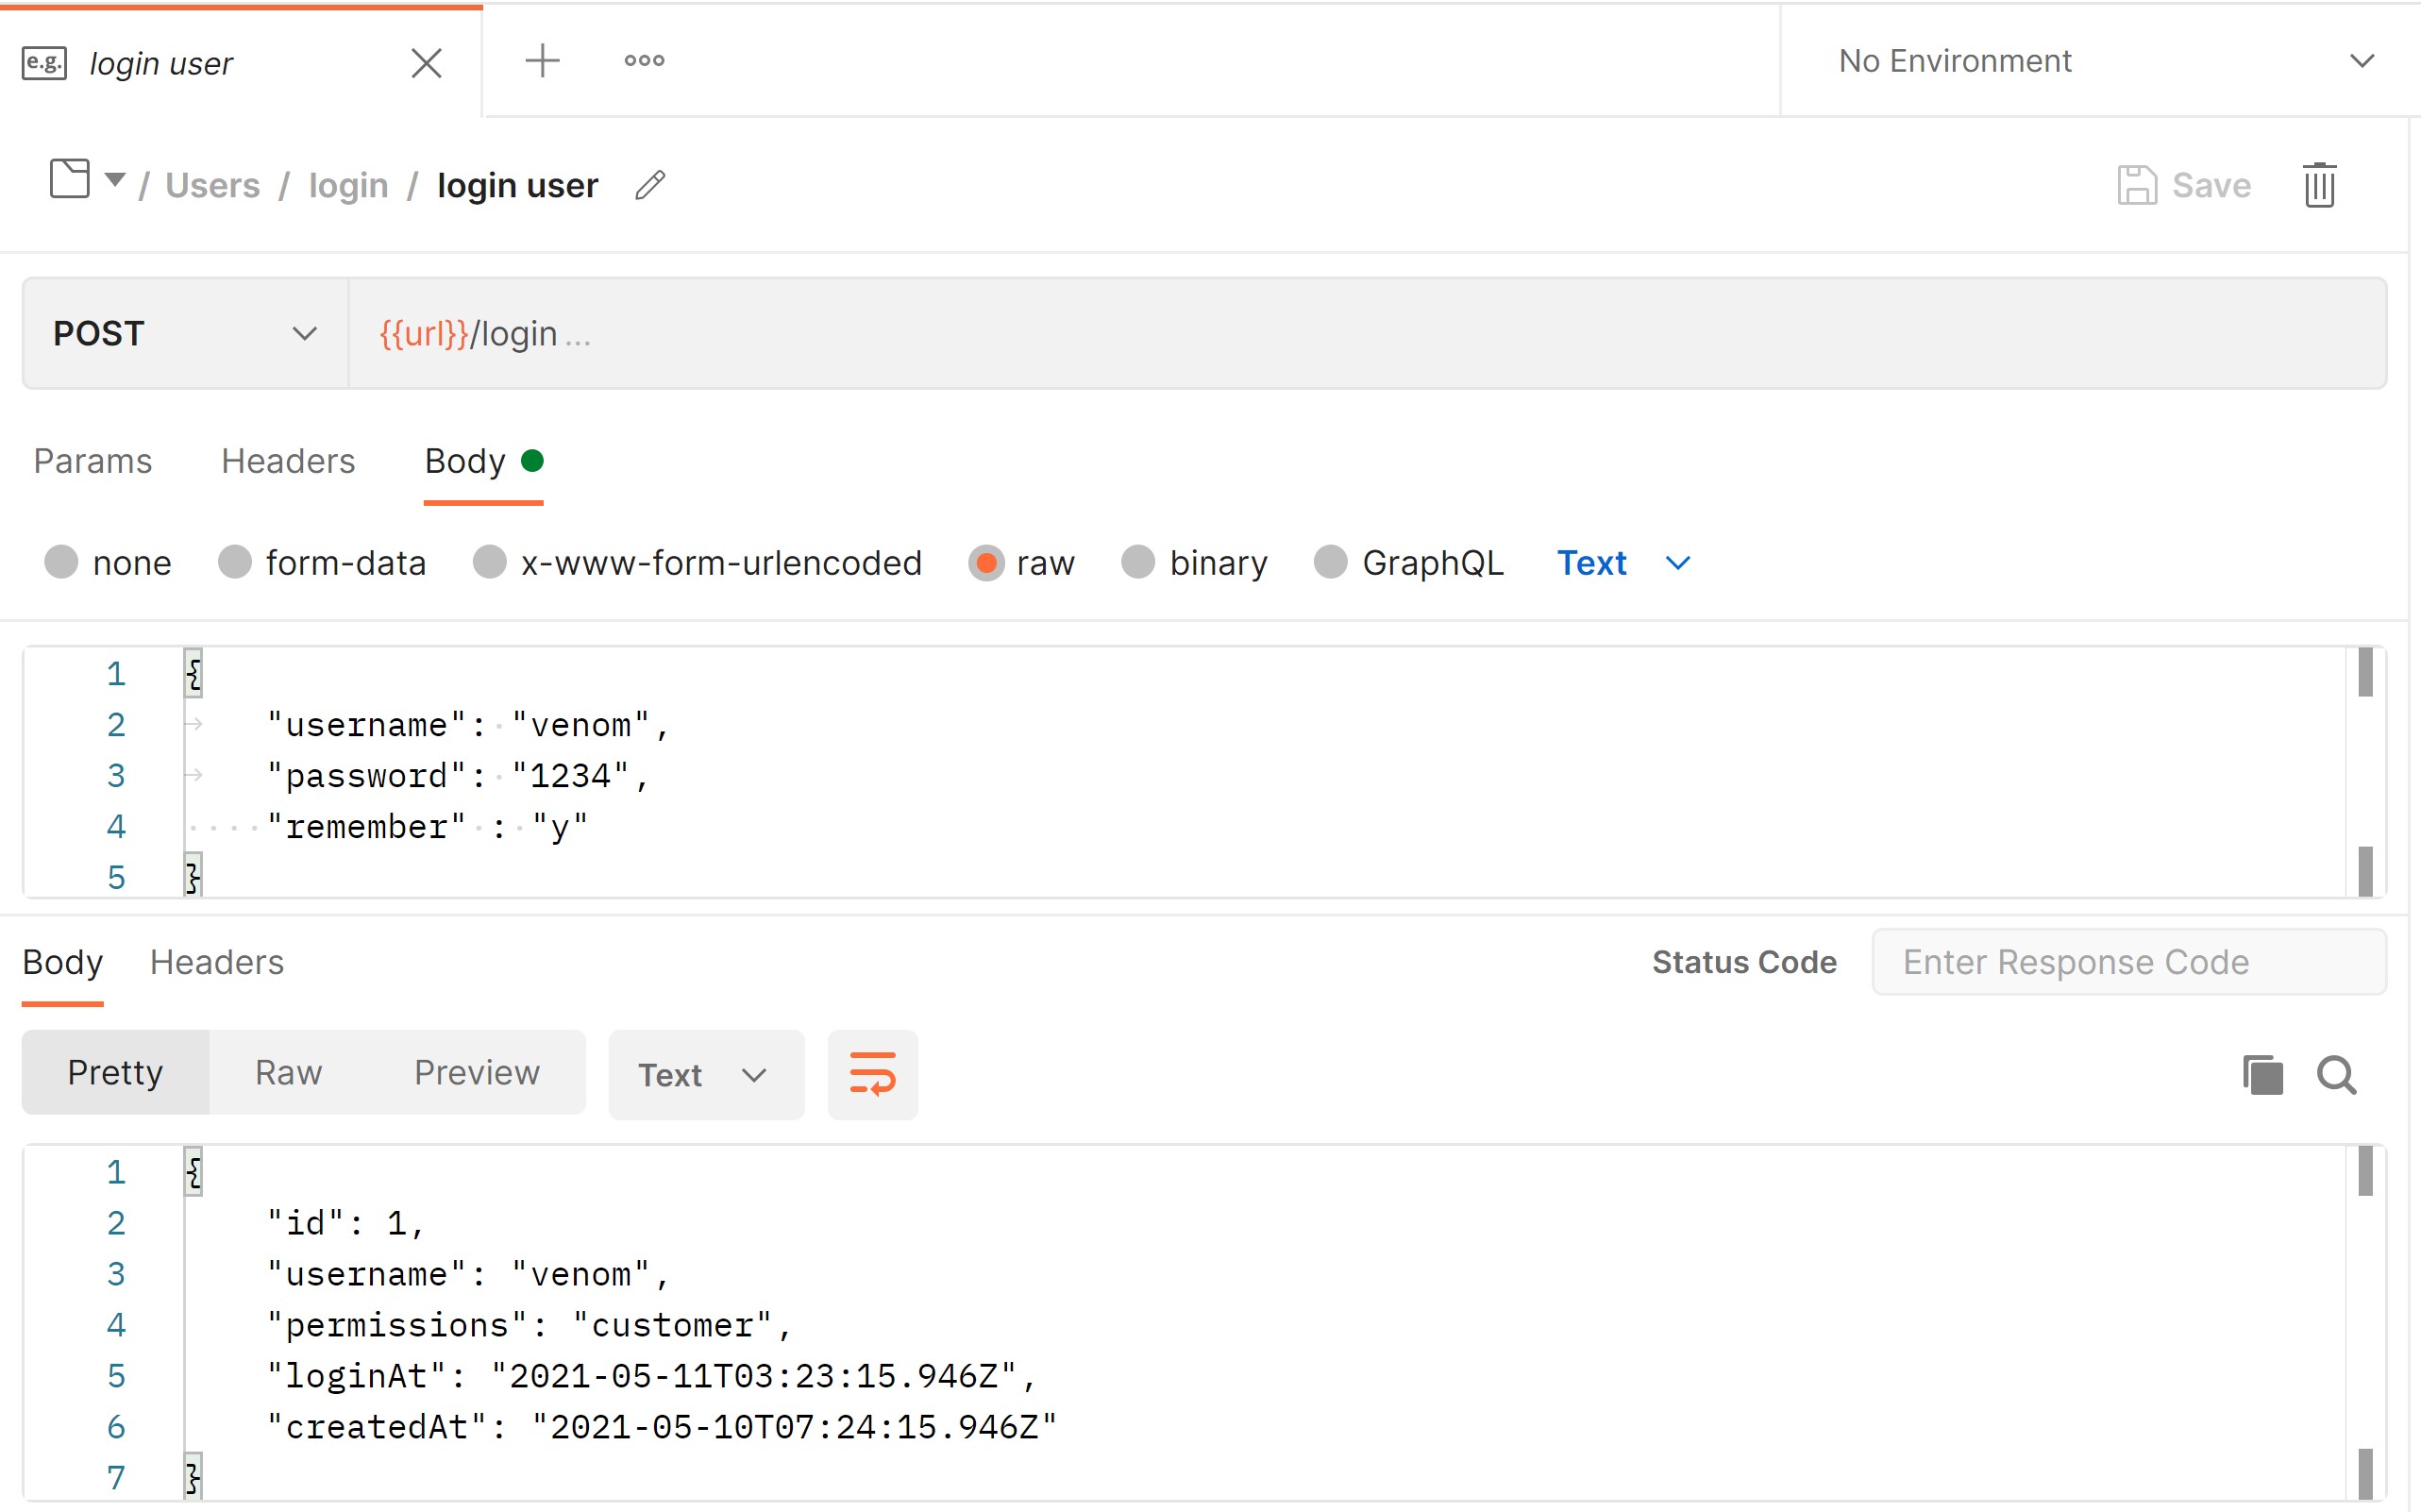 e.g. login user
No Environment
/ Users / login / login user
Save
POST
{{url}}/login ...
Params Headers Body
none form-data x-www-form-urlencoded raw binary GraphQL Text
1 {
2 "username": "venom",
3 "password": "1234",
4 "remember" : "y"
5 }
Body Headers
Status Code Enter Response Code
Pretty Raw Preview Text
1 {
2 "id": 1,
3 "username": "venom",
4 "permissions": "customer",
5 "loginAt": "2021-05-11T03:23:15.946Z",
6 "createdAt": "2021-05-10T07:24:15.946Z"
7 }